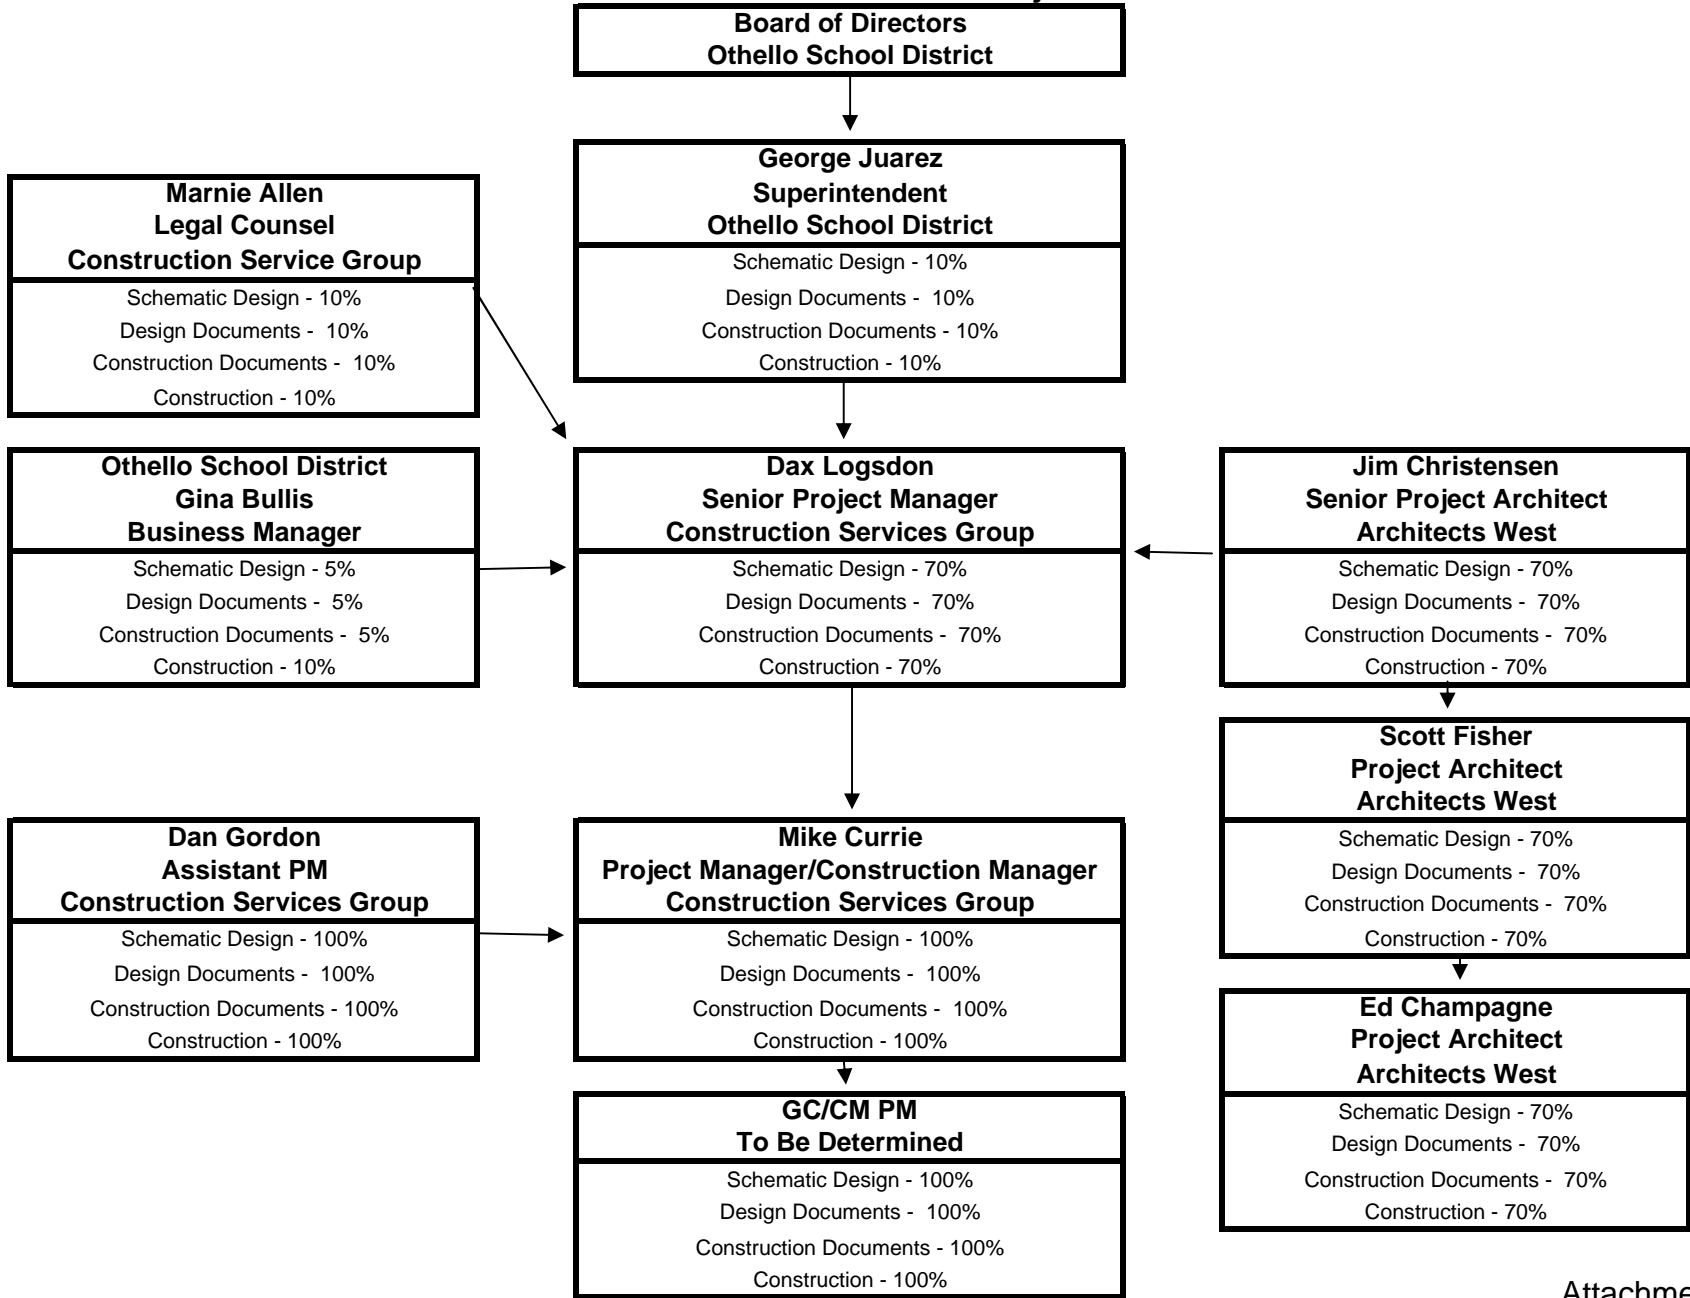 Board of Directors
Othello School District
George Juarez
Superintendent
Othello School District
Schematic Design - 10%
Design Documents - 10%
Construction Documents - 10%
Construction - 10%
Marnie Allen
Legal Counsel
Construction Service Group
Schematic Design - 10%
Design Documents - 10%
Construction Documents - 10%
Construction - 10%
Othello School District
Gina Bullis
Business Manager
Schematic Design - 5%
Design Documents - 5%
Construction Documents - 5%
Construction - 10%
Dax Logsdon
Senior Project Manager
Construction Services Group
Schematic Design - 70%
Design Documents - 70%
Construction Documents - 70%
Construction - 70%
Jim Christensen
Senior Project Architect
Architects West
Schematic Design - 70%
Design Documents - 70%
Construction Documents - 70%
Construction - 70%
Scott Fisher
Project Architect
Architects West
Schematic Design - 70%
Design Documents - 70%
Construction Documents - 70%
Construction - 70%
Dan Gordon
Assistant PM
Construction Services Group
Schematic Design - 100%
Design Documents - 100%
Construction Documents - 100%
Construction - 100%
Mike Currie
Project Manager/Construction Manager
Construction Services Group
Schematic Design - 100%
Design Documents - 100%
Construction Documents - 100%
Construction - 100%
Ed Champagne
Project Architect
Architects West
Schematic Design - 70%
Design Documents - 70%
Construction Documents - 70%
Construction - 70%
GC/CM PM
To Be Determined
Schematic Design - 100%
Design Documents - 100%
Construction Documents - 100%
Construction - 100%